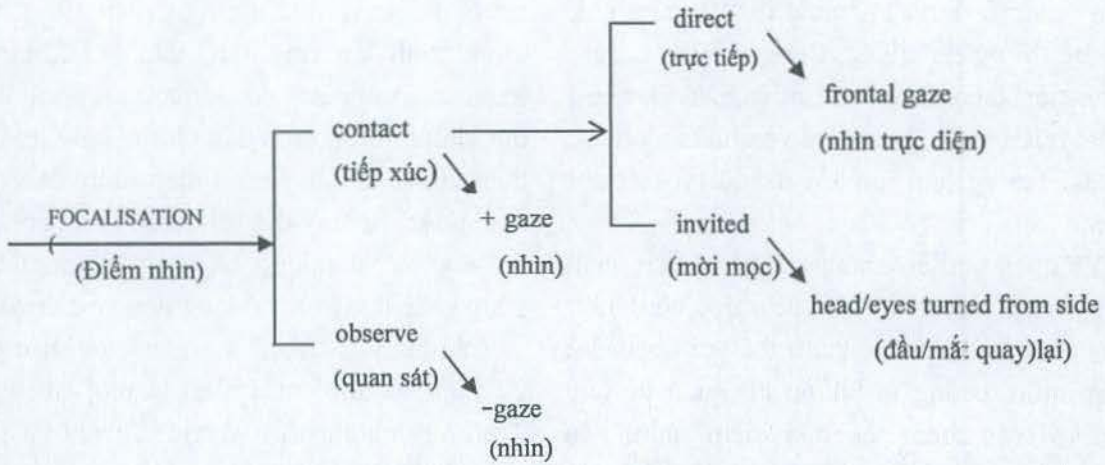 direct
(trực tiếp)
frontal gaze
(nhìn trực diện)
contact
(tiếp xúc)
+ gaze
(nhìn)
invited
(mời mọc)
head/eyes turned from side
(đầu/mắt: quay)lại)
FOCALISATION
(Điểm nhìn)
observe
(quan sát)
−gaze
(nhìn)